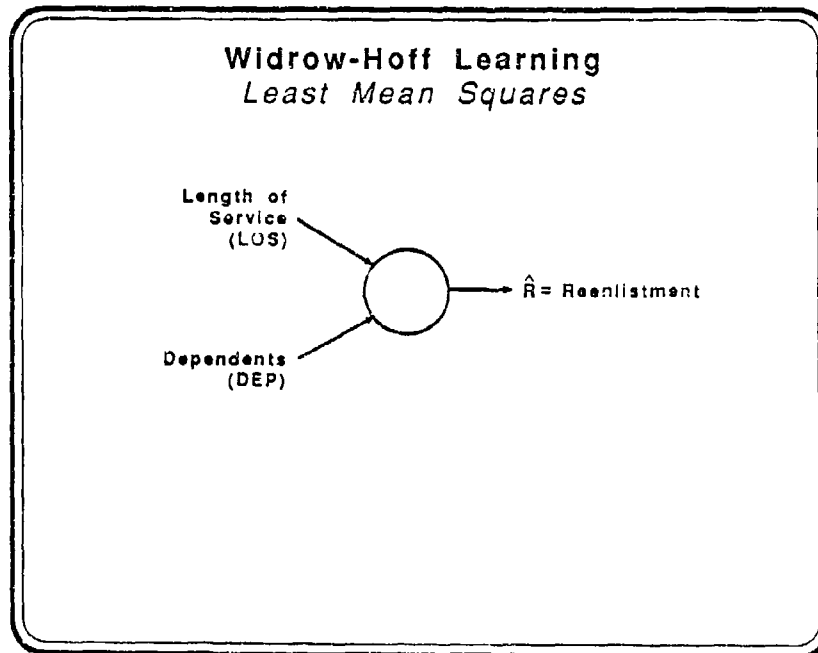 Widrow-Hoff Learning
Least Mean Squares
Length of
Service
(LOS)
R̂ = Reenlistment
Dependents
(DEP)